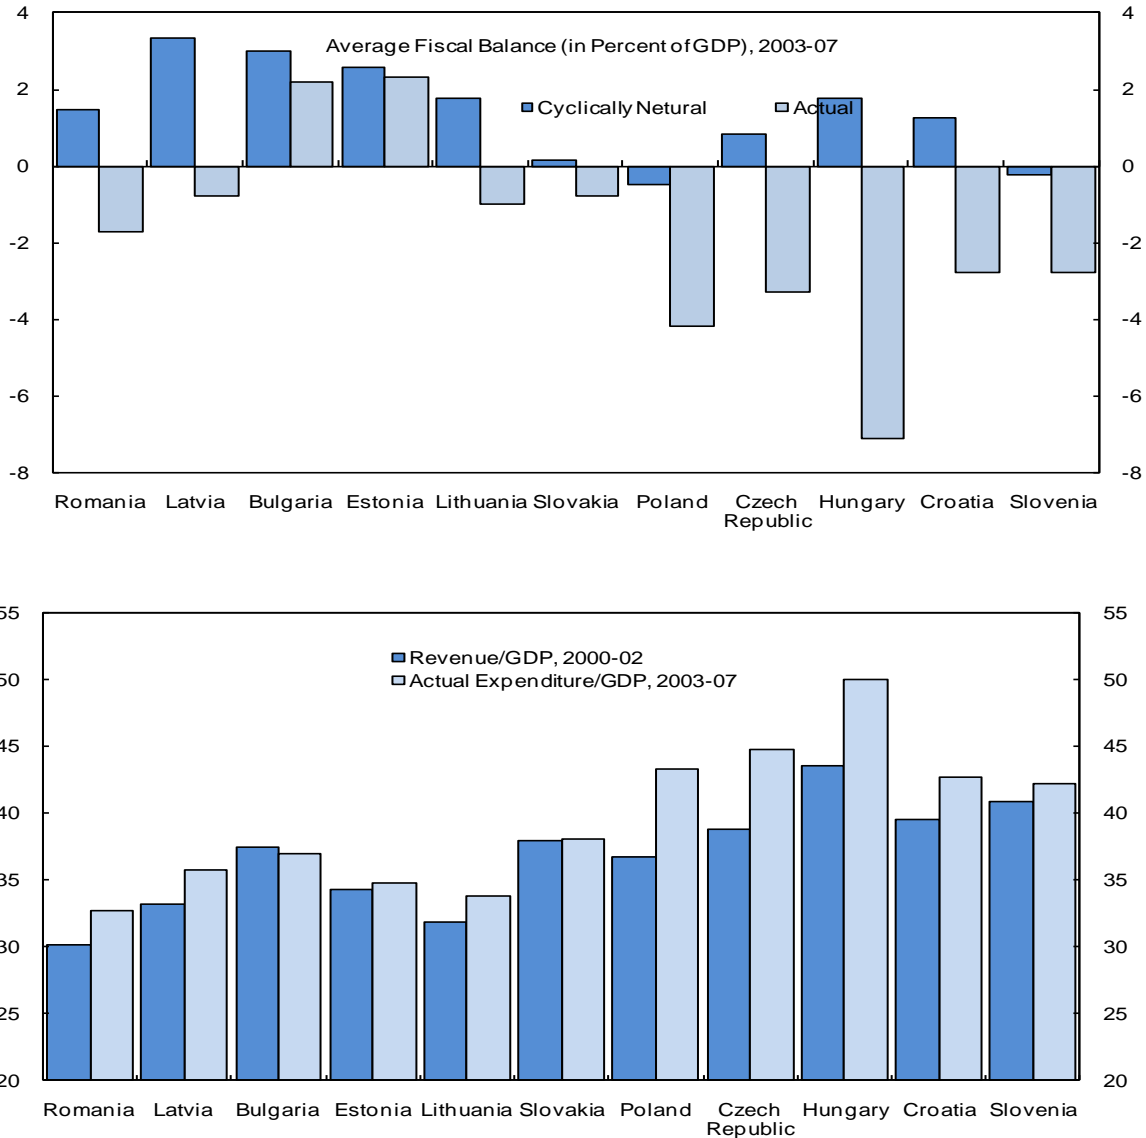 Average Fiscal Balance (in Percent of GDP), 2003-07
Cyclically Netural Actual
4 4
2 2
0 0
-2 -2
-4 -4
-6 -6
-8 -8
Romania Latvia Bulgaria Estonia Lithuania Slovakia Poland Czech Republic Hungary Croatia Slovenia
Revenue/GDP, 2000-02
Actual Expenditure/GDP, 2003-07
55 55
50 50
45 45
40 40
35 35
30 30
25 25
20 20
Romania Latvia Bulgaria Estonia Lithuania Slovakia Poland Czech Republic Hungary Croatia Slovenia